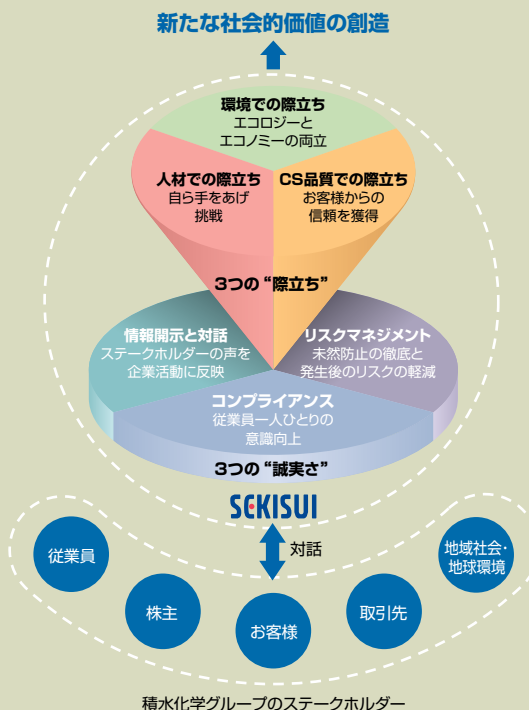 新たな社会的価値の創造
環境での際立ち
エコロジーと
エコノミーの両立
人材での際立ち
自ら手をあげ
挑戦
CS品質での際立ち
お客様からの
信頼を獲得
3つの“際立ち”
情報開示と対話
ステークホルダーの声を
企業活動に反映
リスクマネジメント
未然防止の徹底と
発生後のリスクの軽減
コンプライアンス
従業員一人ひとりの
意識向上
3つの“誠実さ”
SEKISUI
対話
従業員
株主
お客様
取引先
地域社会・
地球環境
積水化学グループのステークホルダー